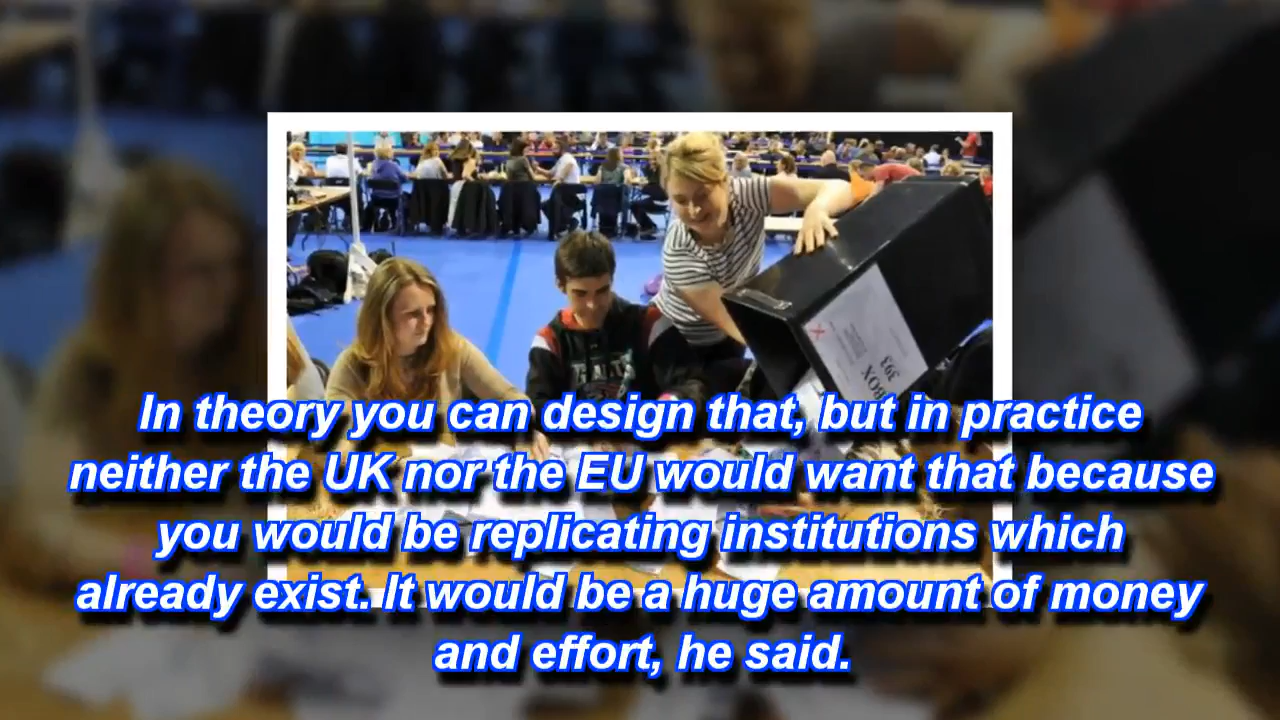 393
BOX
In theory you can design that, but in practice
neither the UK nor the EU would want that because
you would be replicating institutions which
already exist. It would be a huge amount of money
and effort, he said.